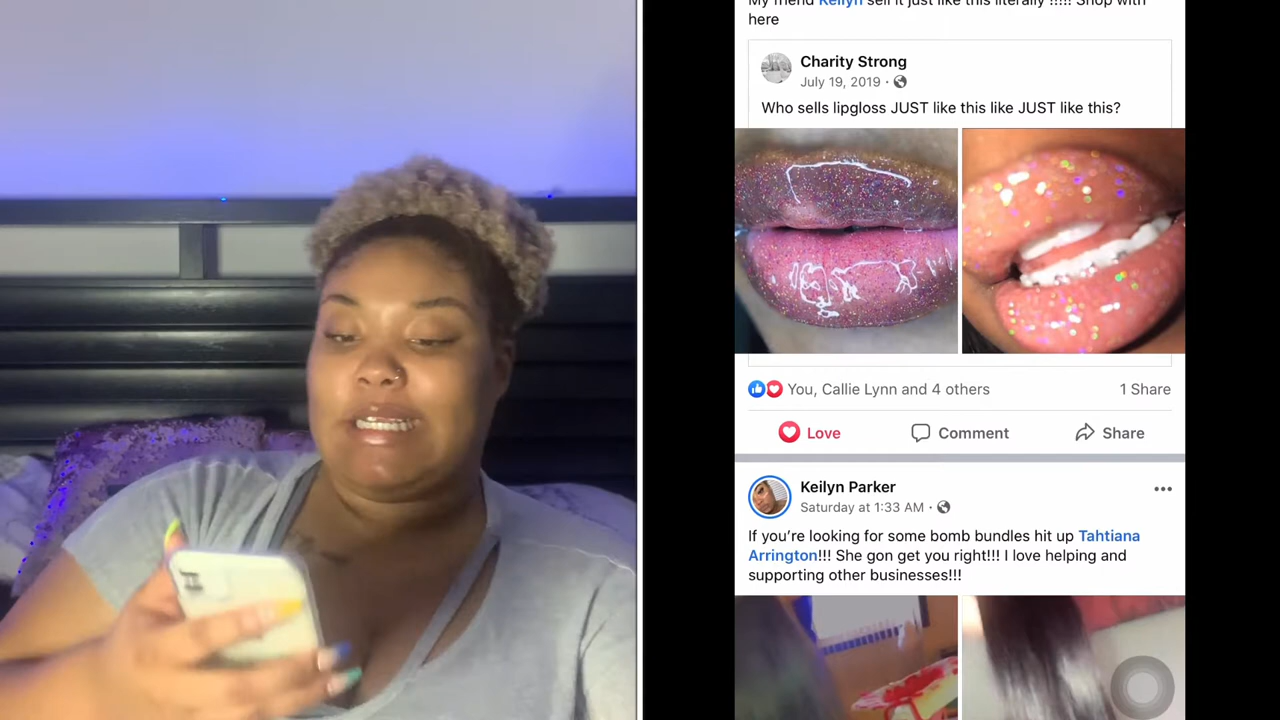 My friend Keilyn sell it just like this literally !!!!! Shop with
here
Charity Strong
July 19, 2019 ·
Who sells lipgloss JUST like this like JUST like this?
You, Callie Lynn and 4 others
1 Share
Love
Comment
Share
Keilyn Parker
Saturday at 1:33 AM ·
If you’re looking for some bomb bundles hit up Tahtiana
Arrington!!! She gon get you right!!! I love helping and
supporting other businesses!!!